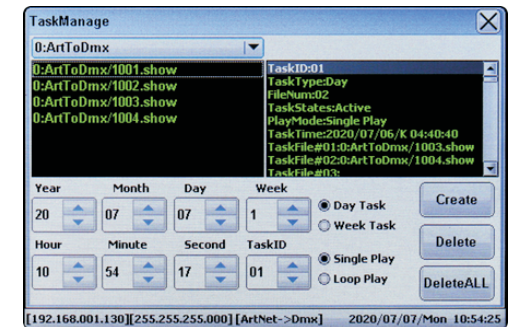 TaskManage
0:ArtToDmx
0:ArtToDmx/1001.show
0:ArtToDmx/1002.show
0:ArtToDmx/1003.show
0:ArtToDmx/1004.show
TaskID:01
TaskType:Day
FileNum:02
TaskStates:Active
PlayMode:Single Play
TaskTime:2020/07/06/K 04:40:40
TaskFile#01:0:ArtToDmx/1003.show
TaskFile#02:0:ArtToDmx/1004.show
TaskFile#03:
Year Month Day Week
20 07 07 1
Day Task
Week Task
Create
Hour Minute Second TaskID
10 54 17 01
Single Play
Loop Play
Delete
DeleteALL
[192.168.001.130][255.255.255.000] [ArtNet->Dmx] 2020/07/07/Mon 10:54:25